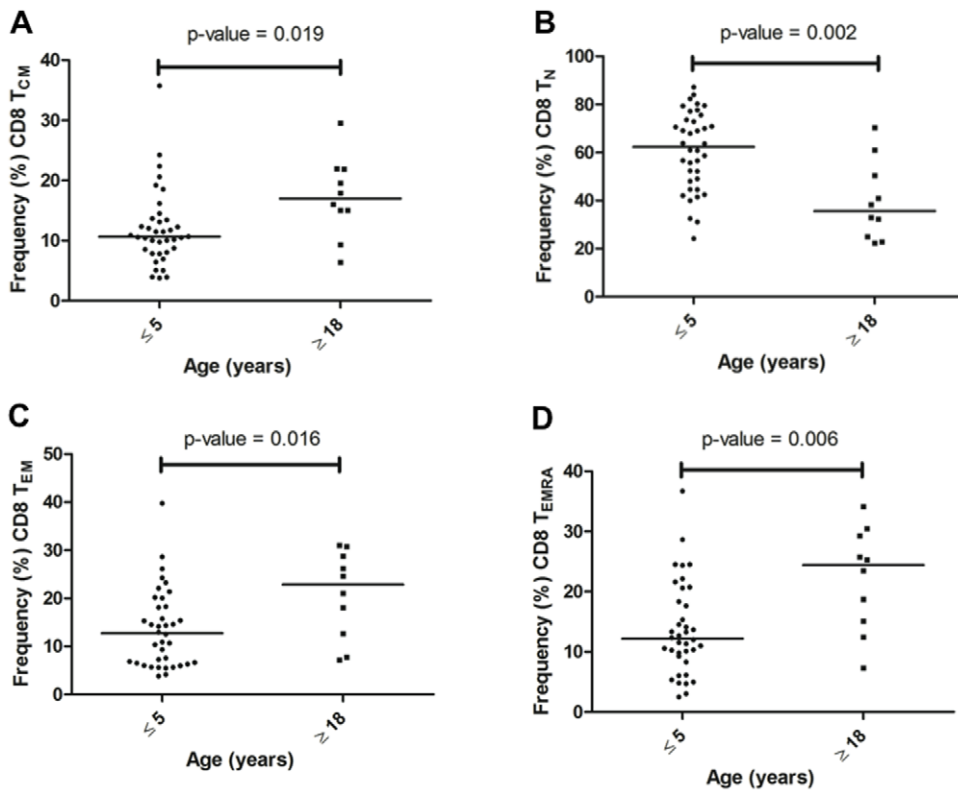 A
p-value = 0.019
Frequency (%) CD8 TCM
40
30
20
10
0
≤ 5
≥ 18
Age (years)
B
p-value = 0.002
Frequency (%) CD8 TN
100
80
60
40
20
0
≤ 5
≥ 18
Age (years)
C
p-value = 0.016
Frequency (%) CD8 TEM
50
40
30
20
10
0
≤ 5
≥ 18
Age (years)
D
p-value = 0.006
Frequency (%) CD8 TEMRA
40
30
20
10
0
≤ 5
≥ 18
Age (years)